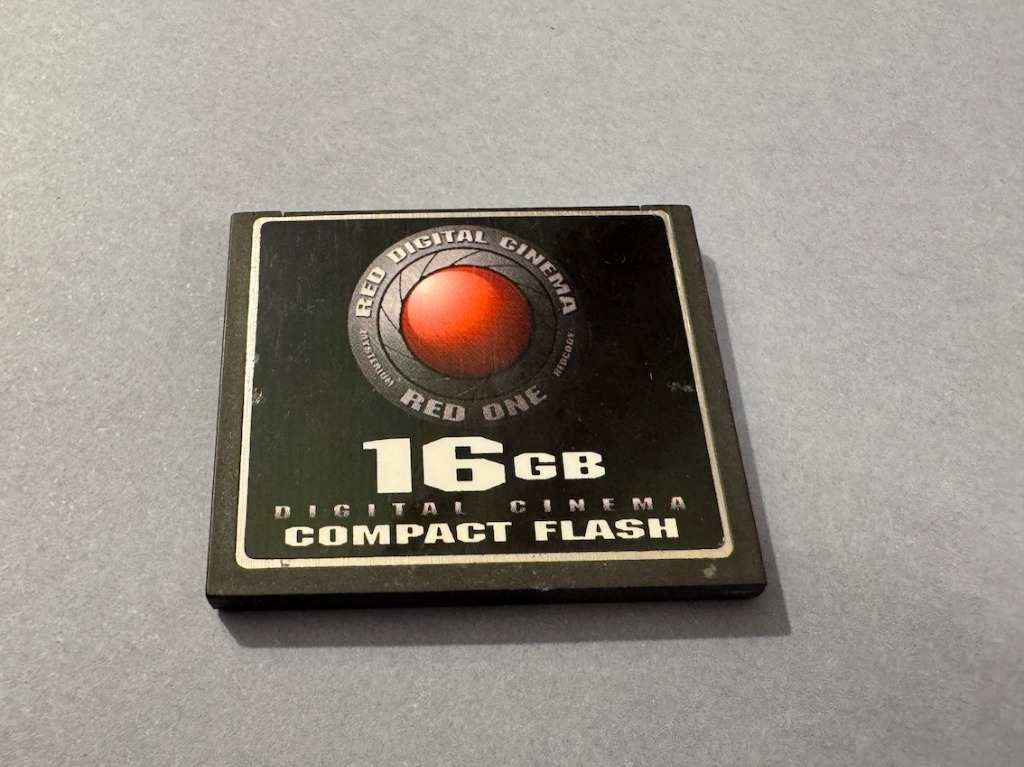 RED DIGITAL CINEMA
MYSTERIUM
REDCODE
RED ONE
16GB
DIGITAL CINEMA
COMPACT FLASH